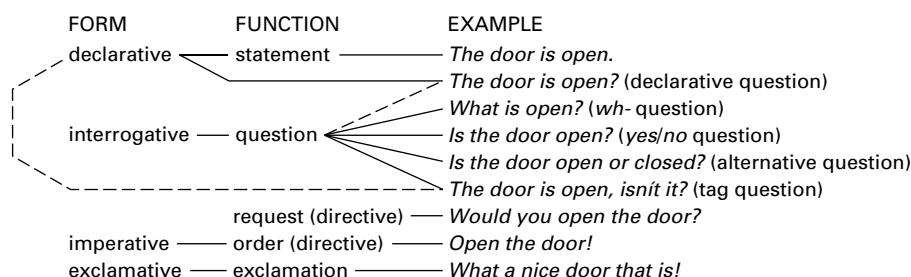 FORM FUNCTION EXAMPLE
declarative statement The door is open.
The door is open? (declarative question)
What is open? (wh- question)
interrogative question Is the door open? (yes/no question)
Is the door open or closed? (alternative question)
The door is open, isnít it? (tag question)
request (directive) Would you open the door?
imperative order (directive) Open the door!
exclamative exclamation What a nice door that is!